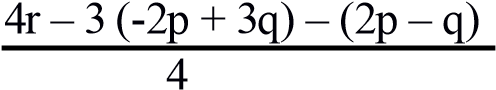 4r – 3 (-2p + 3q) – (2p – q)
4